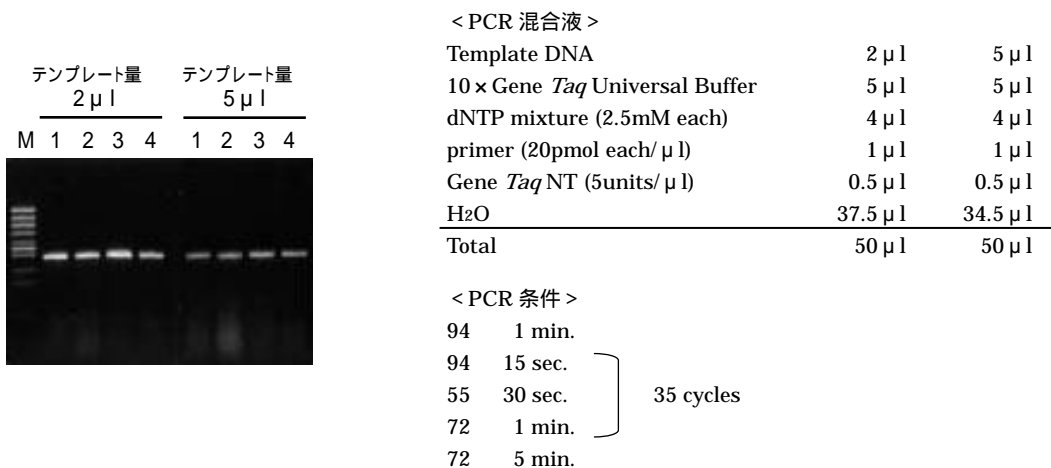 テンプレート量 テンプレート量
2μl 5μl
M 1 2 3 4 1 2 3 4
<PCR 混合液>
Template DNA 2μl 5μl
10×Gene Taq Universal Buffer 5μl 5μl
dNTP mixture (2.5mM each) 4μl 4μl
primer (20pmol each/μl) 1μl 1μl
Gene Taq NT (5units/μl) 0.5μl 0.5μl
H2O 37.5μl 34.5μl
Total 50μl 50μl
<PCR 条件>
94 1 min.
94 15 sec.
55 30 sec. 35 cycles
72 1 min.
72 5 min.